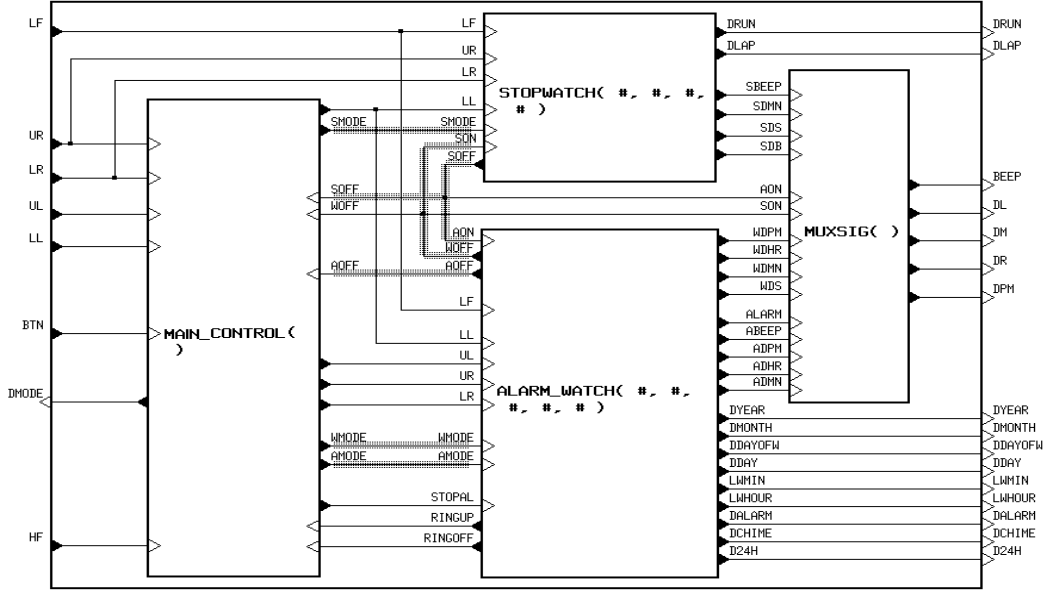 LF
UR
LR
UL
LL
BTN
DMODE
HF
MAIN_CONTROL(
)
LF
UR
LR
LL
SMODE
SMODE
SON
SOFF
STOPWATCH( #, #, #,
# )
SOFF
WOFF
AOFF
AON
WOFF
AOFF
LF
LL
UL
UR
LR
WMODE
WMODE
AMODE
AMODE
STOPAL
RINGUP
RINGOFF
ALARM_WATCH( #, #,
#, #, # )
DRUN
DLAP
SBEEP
SDMN
SDS
SDB
AON
SON
WDPM
WDHR
WDMN
WDS
ALARM
ABEEP
ADPM
ADHR
ADMN
MUXSIG( )
DYEAR
DMONTH
DDAYOFW
DDAY
LWMIN
LWHOUR
DALARM
DCHIME
D24H
DRUN
DLAP
BEEP
DL
DM
DR
DPM
DYEAR
DMONTH
DDAYOFW
DDAY
LWMIN
LWHOUR
DALARM
DCHIME
D24H